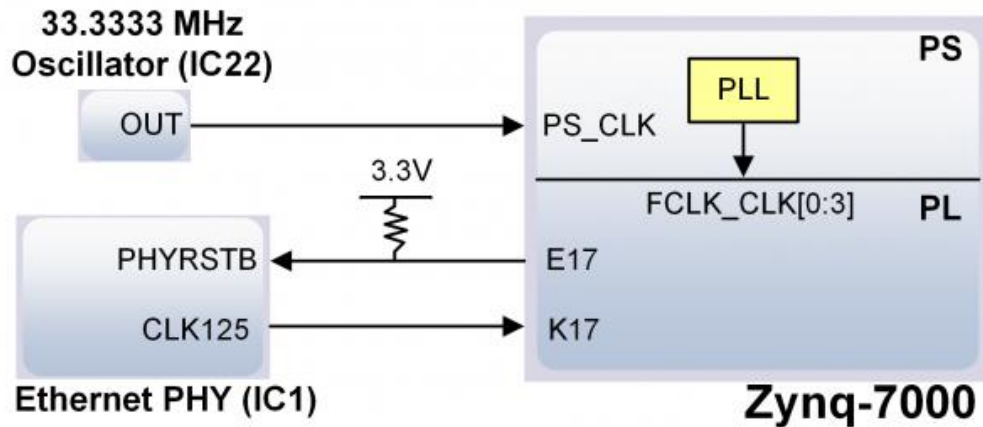 33.3333 MHz
Oscillator (IC22)
OUT
PS
PLL
PS_CLK
3.3V
FCLK_CLK[0:3]
PL
PHYRSTB
E17
CLK125
K17
Ethernet PHY (IC1)
Zynq-7000